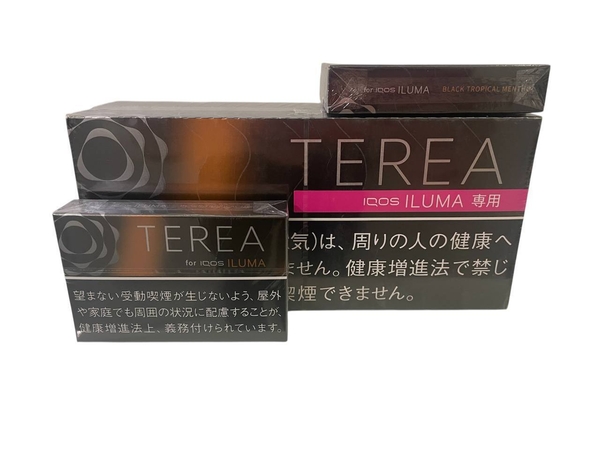 for IQOS ILUMA BLACK TROPICAL MENTHOL
TEREA
IQOS ILUMA 専用
気)は、周りの人の健康へ
ません。健康増進法で禁じ
喫煙できません。
TEREA
for IQOS ILUMA
望まない受動喫煙が生じないよう、屋外
や家庭でも周囲の状況に配慮することが、
健康増進法上、義務付けられています。